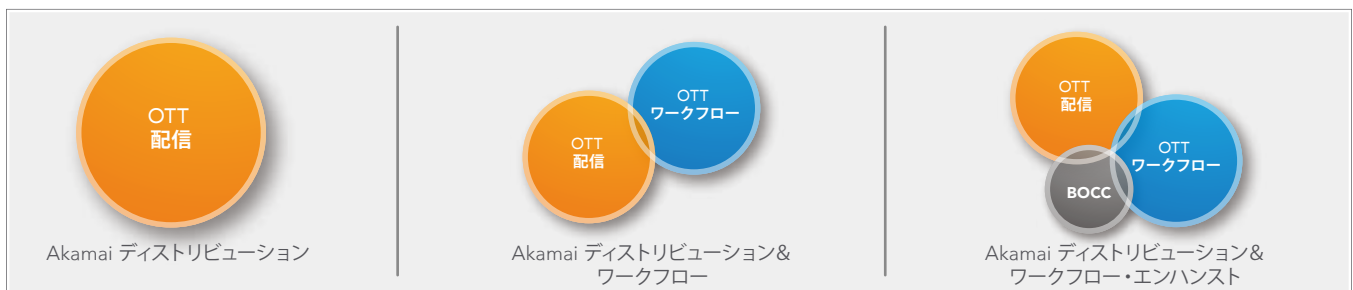 OTT
配信
Akamai ディストリビューション
OTT
ワークフロー
OTT
配信
Akamai ディストリビューション&
ワークフロー
OTT
配信
OTT
ワークフロー
BOCC
Akamai ディストリビューション&
ワークフロー・エンハンスト